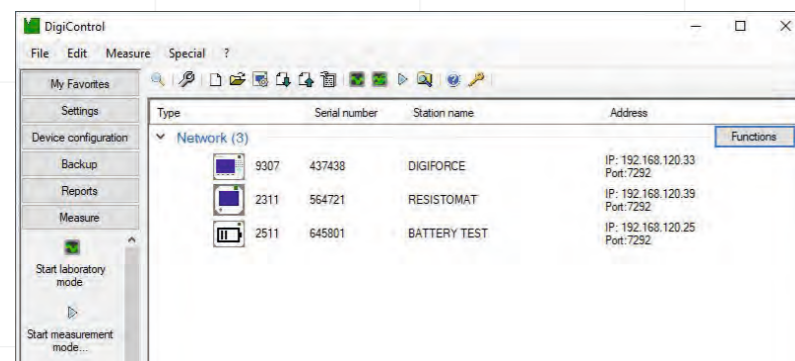 DigiControl
File Edit Measure Special ?
My Favorites
Settings
Device configuration
Backup
Reports
Measure
Start laboratory
mode
Start measurement
mode...
Type Serial number Station name Address
Network (3) Functions
9307 437438 DIGIFORCE IP: 192.168.120.33
Port:7292
2311 564721 RESISTOMAT IP: 192.168.120.39
Port:7292
2511 645801 BATTERY TEST IP: 192.168.120.25
Port:7292